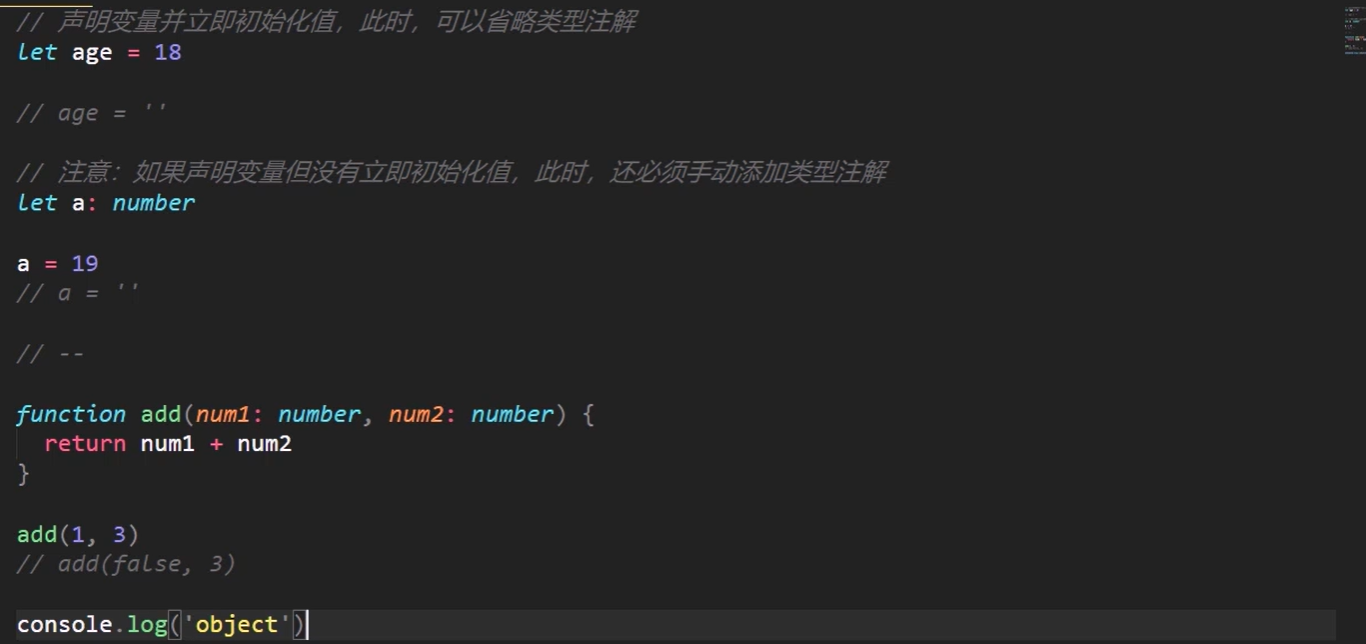 // 声明变量并立即初始化值，此时，可以省略类型注解
let age = 18
// age = ''
// 注意：如果声明变量但没有立即初始化值，此时，还必须手动添加类型注解
let a: number
a = 19
// a = ''
// --
function add(num1: number, num2: number) {
  return num1 + num2
}
add(1, 3)
// add(false, 3)
console.log('object')